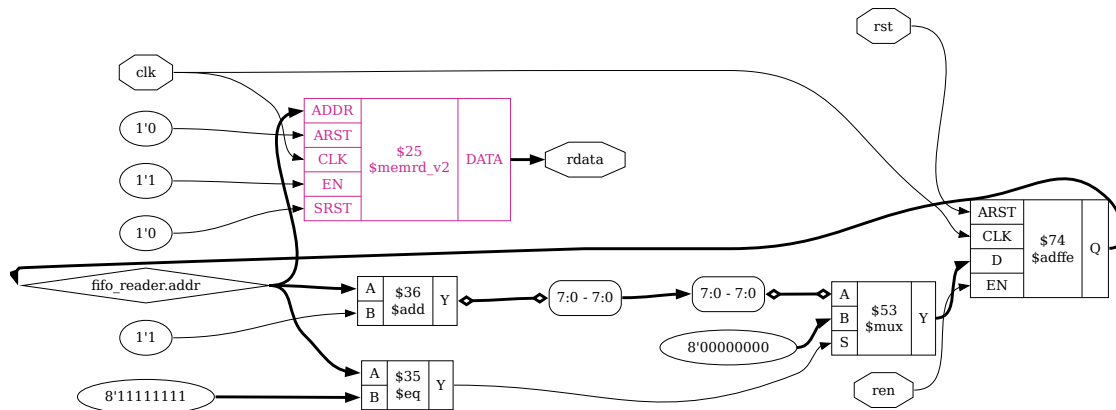 rst
clk
ADDR
1'0
ARST
$25
$memrd_v2
DATA
rdata
CLK
1'1
EN
1'0
SRST
ARST
CLK
$74
$adffe
Q
D
EN
fifo_reader.addr
A
$36
$add
Y
B
7:0 - 7:0
7:0 - 7:0
A
$53
$mux
Y
B
S
1'1
8'00000000
A
$35
$eq
Y
B
8'11111111
ren